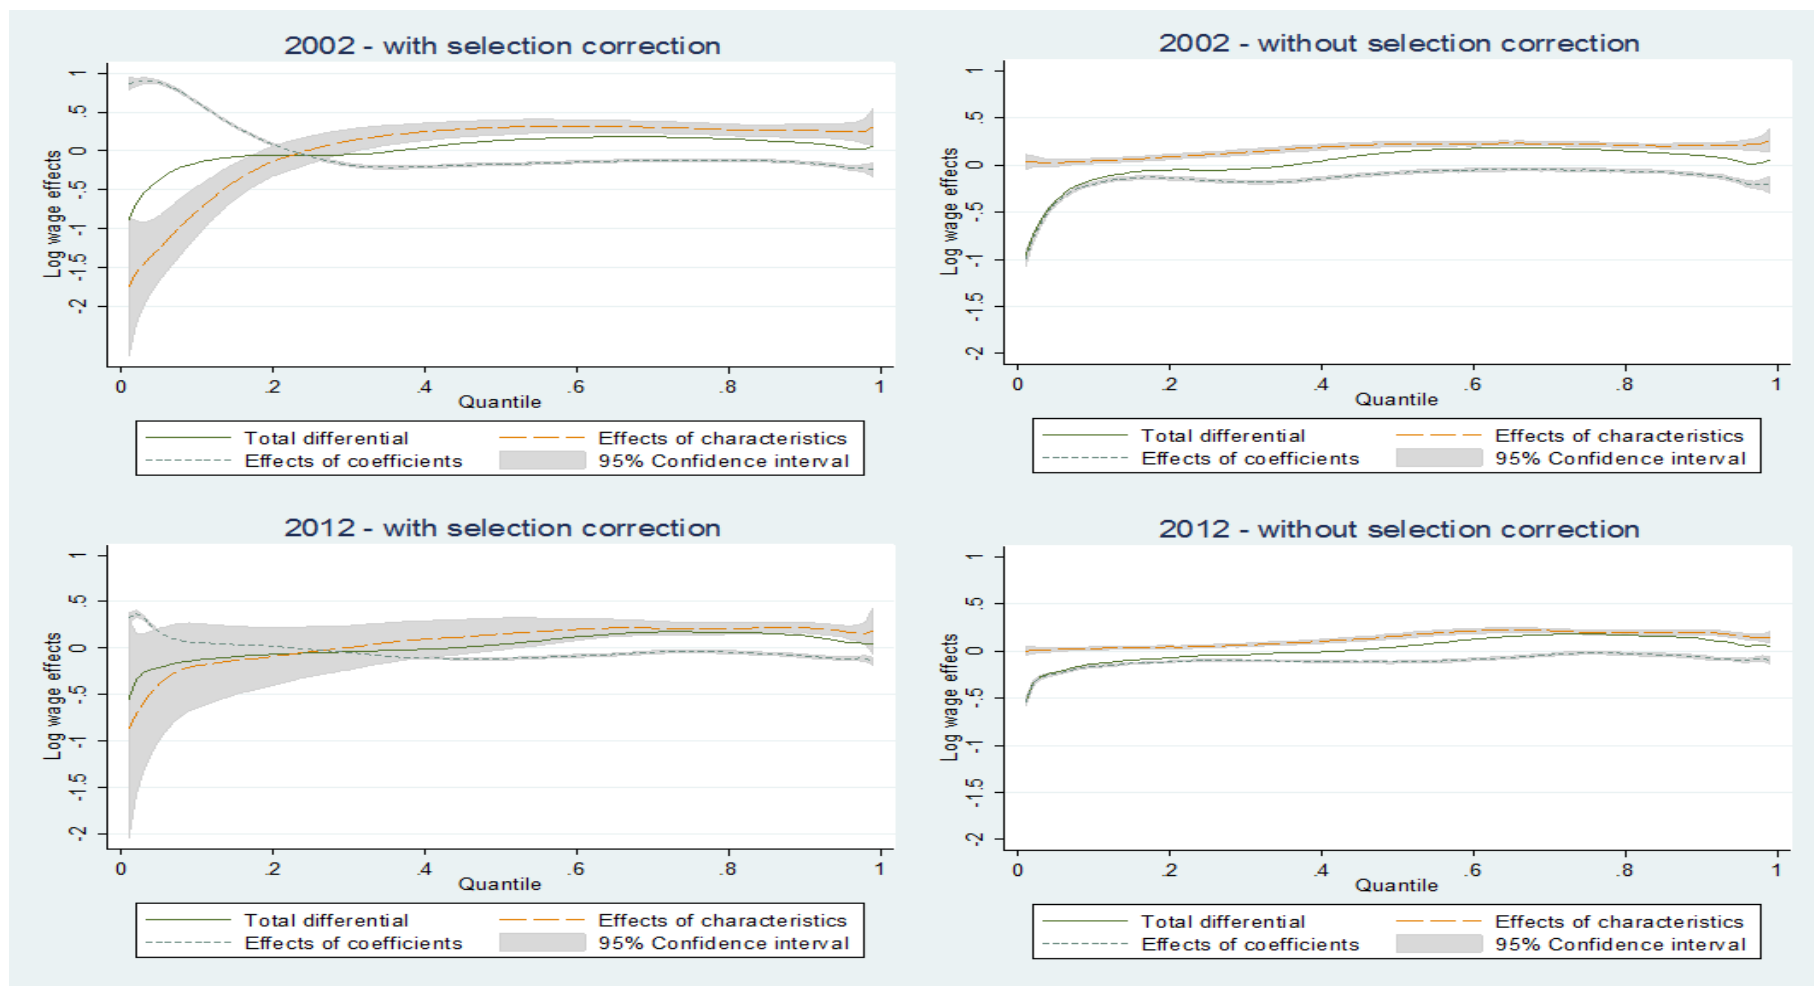 2002 - with selection correction
Log wage effects
1
.5
0
-.5
-1
-1.5
-2
0 .2 .4 .6 .8 1
Quantile
Total differential Effects of characteristics
Effects of coefficients 95% Confidence interval
2002 - without selection correction
Log wage effects
1
.5
0
-.5
-1
-1.5
-2
0 .2 .4 .6 .8 1
Quantile
Total differential Effects of characteristics
Effects of coefficients 95% Confidence interval
2012 - with selection correction
Log wage effects
1
.5
0
-.5
-1
-1.5
-2
0 .2 .4 .6 .8 1
Quantile
Total differential Effects of characteristics
Effects of coefficients 95% Confidence interval
2012 - without selection correction
Log wage effects
1
.5
0
-.5
-1
-1.5
-2
0 .2 .4 .6 .8 1
Quantile
Total differential Effects of characteristics
Effects of coefficients 95% Confidence interval